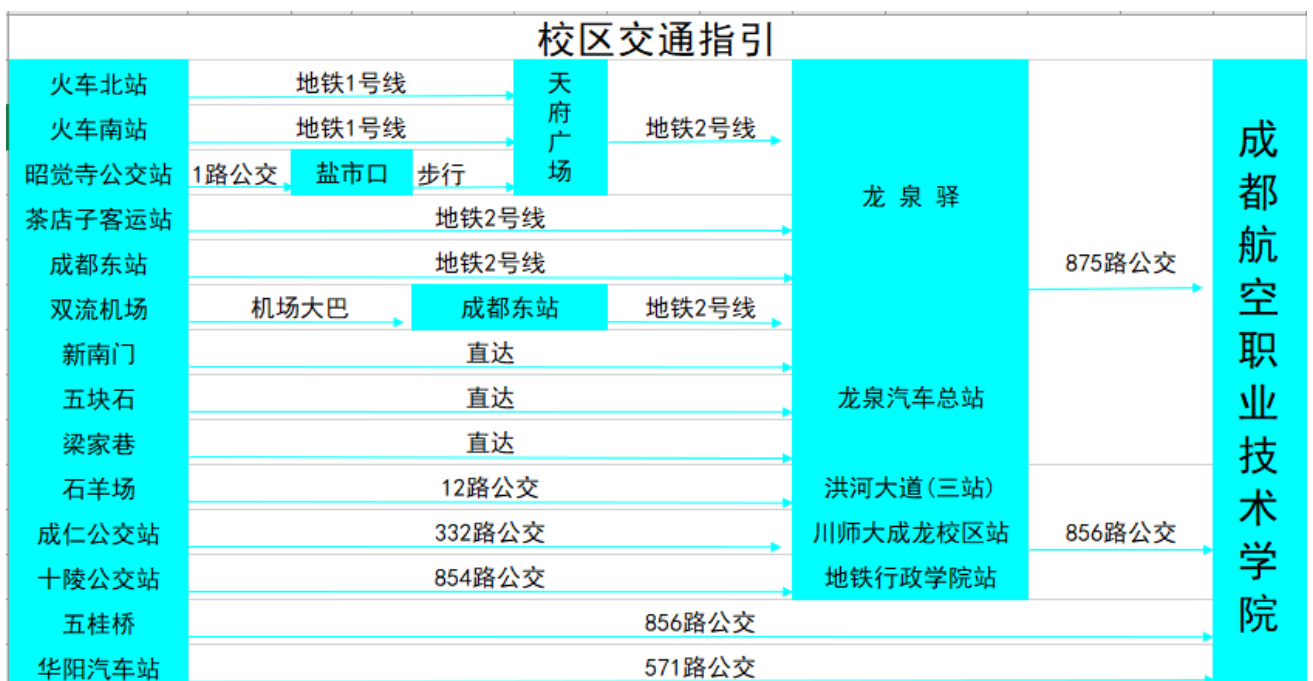 校区交通指引
火车北站 地铁1号线 天府广场 地铁2号线
火车南站 地铁1号线
昭觉寺公交站 1路公交 盐市口 步行
龙泉驿
茶店子客运站 地铁2号线
成都东站 地铁2号线 875路公交
双流机场 机场大巴 成都东站 地铁2号线
新南门 直达
五块石 直达 龙泉汽车总站
梁家巷 直达
石羊场 12路公交 洪河大道(三站)
成仁公交站 332路公交 川师大成龙校区站 856路公交
十陵公交站 854路公交 地铁行政学院站
五桂桥 856路公交
华阳汽车站 571路公交
成都航空职业技术学院